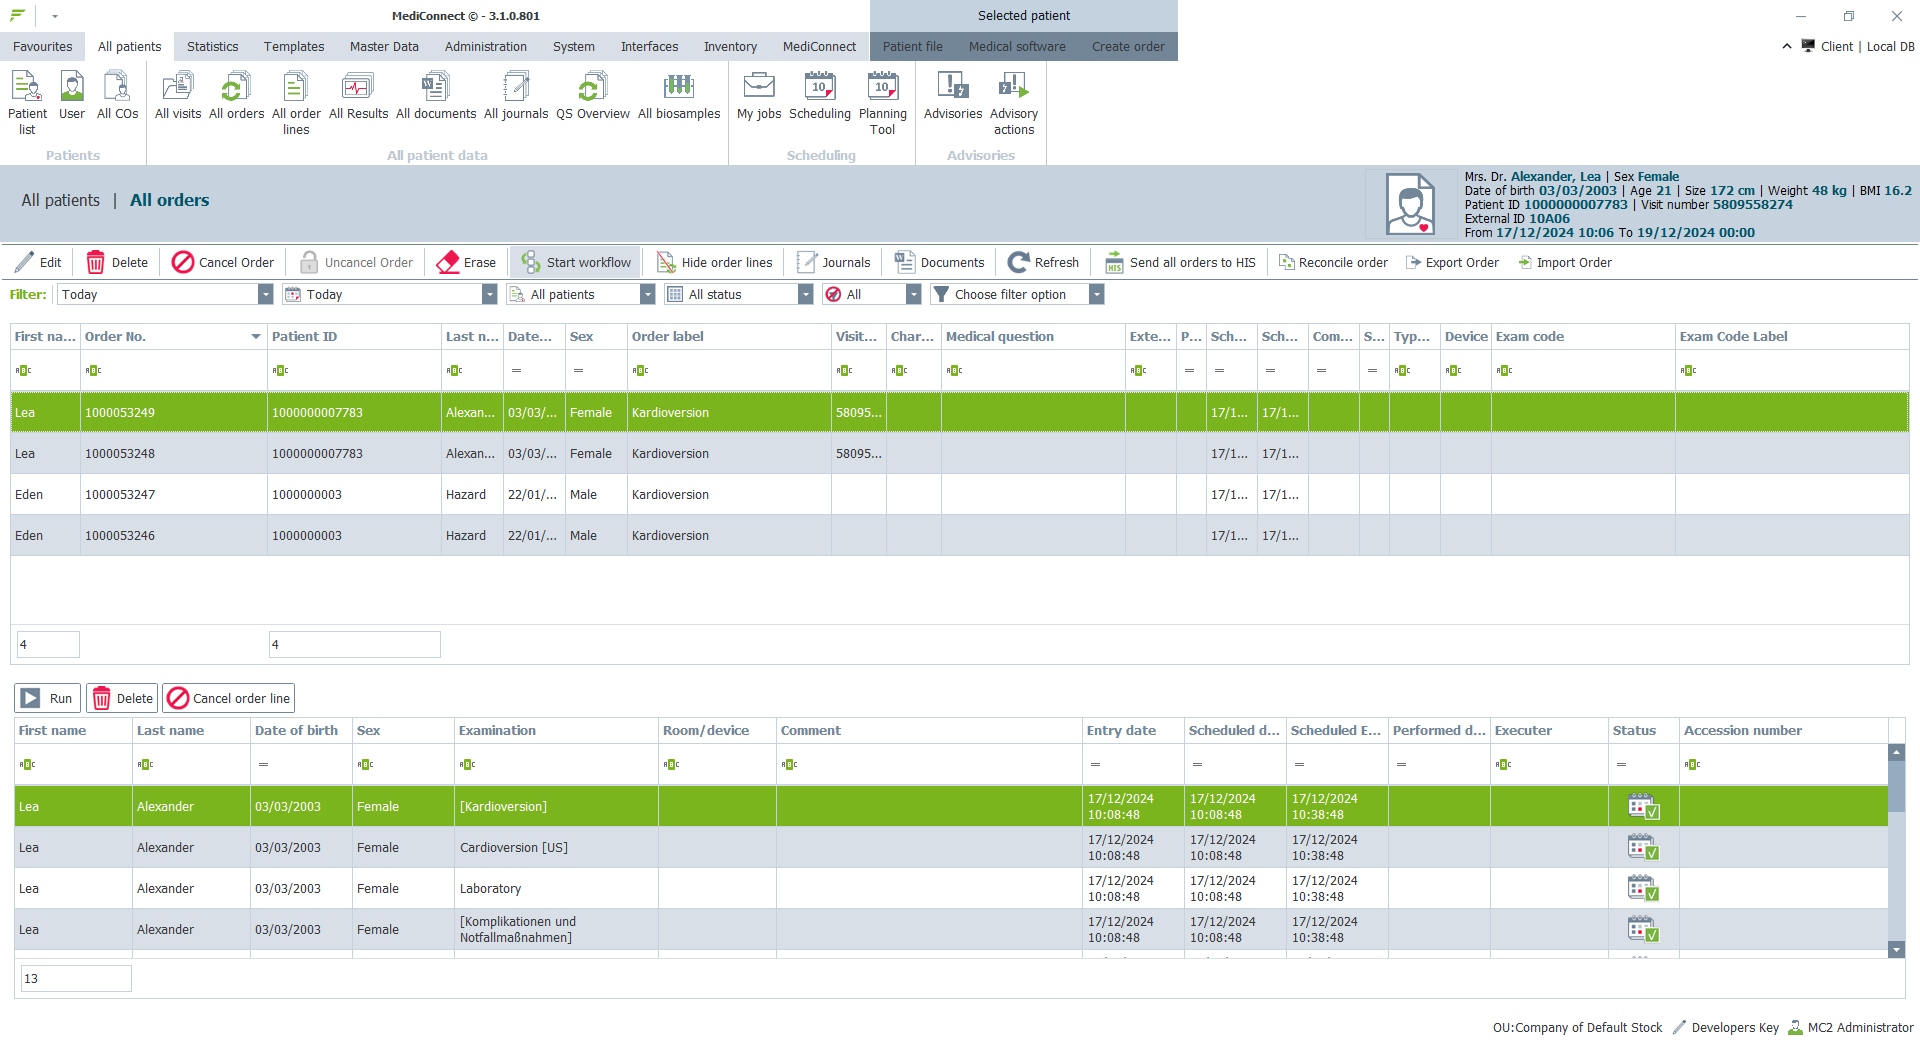 MediConnect © - 3.1.0.801
Selected patient
Favourites All patients Statistics Templates Master Data Administration System Interfaces Inventory MediConnect Patient file Medical software Create order Client | Local DB
Patient list User All COs All visits All orders All order lines All Results All documents All journals QS Overview All biosamples My jobs Scheduling Planning Tool Advisories Advisory actions
Patients All patient data Scheduling Advisories
All patients | All orders
Mrs. Dr. Alexander, Lea | Sex Female
Date of birth 03/03/2003 | Age 21 | Size 172 cm | Weight 48 kg | BMI 16.2
Patient ID 1000000007783 | Visit number 5809558274
External ID 10A06
From 17/12/2024 10:06 To 19/12/2024 00:00
Edit Delete Cancel Order Uncancel Order Erase Start workflow Hide order lines Journals Documents Refresh Send all orders to HIS Reconcile order Export Order Import Order
Filter: Today Today All patients All status All Choose filter option
First na... Order No. Patient ID Last n... Date... Sex Order label Visit... Char... Medical question Exte... P... Sch... Sch... Com... S... Typ... Device Exam code Exam Code Label
Lea 1000053249 1000000007783 Alexan... 03/03/... Female Kardioversion 58095... 17/1... 17/1...
Lea 1000053248 1000000007783 Alexan... 03/03/... Female Kardioversion 58095... 17/1... 17/1...
Eden 1000053247 1000000003 Hazard 22/01/... Male Kardioversion 17/1... 17/1...
Eden 1000053246 1000000003 Hazard 22/01/... Male Kardioversion 17/1... 17/1...
4 4
Run Delete Cancel order line
First name Last name Date of birth Sex Examination Room/device Comment Entry date Scheduled d... Scheduled E... Performed d... Executer Status Accession number
Lea Alexander 03/03/2003 Female [Kardioversion] 17/12/2024 10:08:48 17/12/2024 10:08:48 17/12/2024 10:38:48
Lea Alexander 03/03/2003 Female Cardioversion [US] 17/12/2024 10:08:48 17/12/2024 10:08:48 17/12/2024 10:38:48
Lea Alexander 03/03/2003 Female Laboratory 17/12/2024 10:08:48 17/12/2024 10:08:48 17/12/2024 10:38:48
Lea Alexander 03/03/2003 Female [Komplikationen und Notfallmaßnahmen] 17/12/2024 10:08:48 17/12/2024 10:08:48 17/12/2024 10:38:48
13
OU:Company of Default Stock Developers Key MC2 Administrator